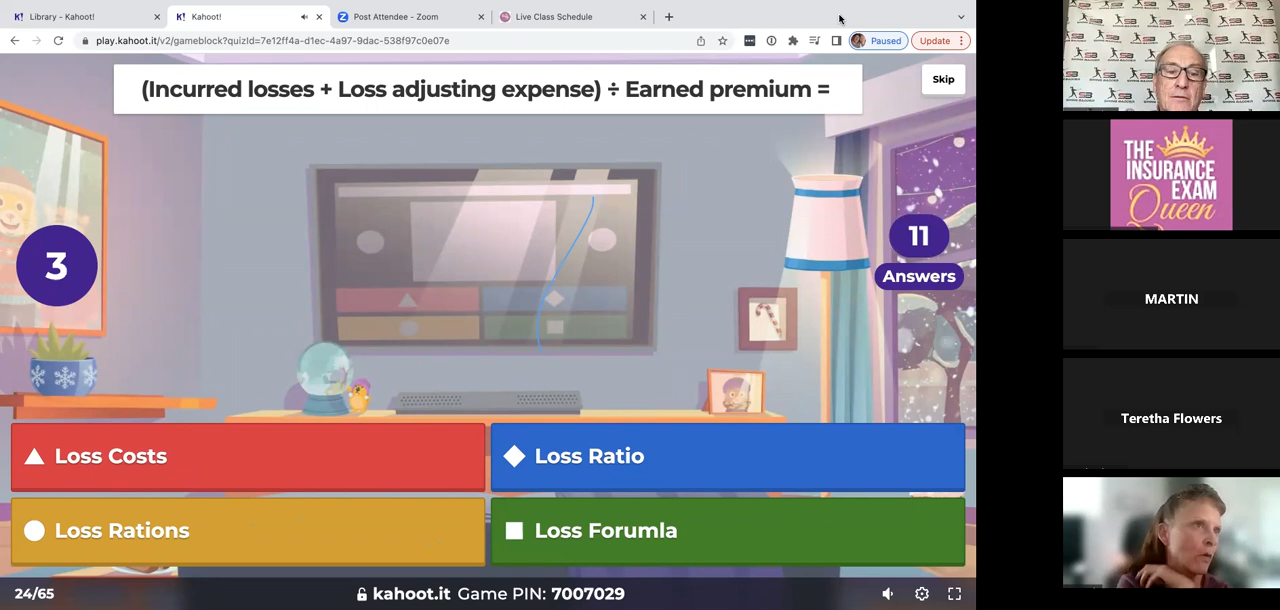 Library - Kahoot!
Kahoot!
Post Attendee - Zoom
Live Class Schedule
play.kahoot.it/v2/gameblock?quizId=7e12ff4a-d1ec-4a97-9dac-538f97c0e07e
Paused
Update
(Incurred losses + Loss adjusting expense) ÷ Earned premium =
Skip
3
11
Answers
Loss Costs
Loss Ratio
Loss Rations
Loss Forumla
24/65
kahoot.it Game PIN: 7007029
THE
INSURANCE
EXAM
Queen
MARTIN
Teretha Flowers